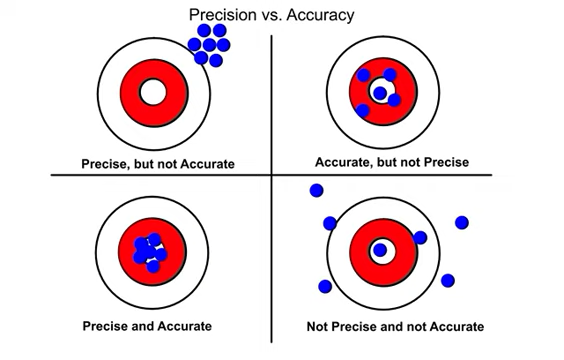 Precision vs. Accuracy
Precise, but not Accurate
Accurate, but not Precise
Precise and Accurate
Not Precise and not Accurate